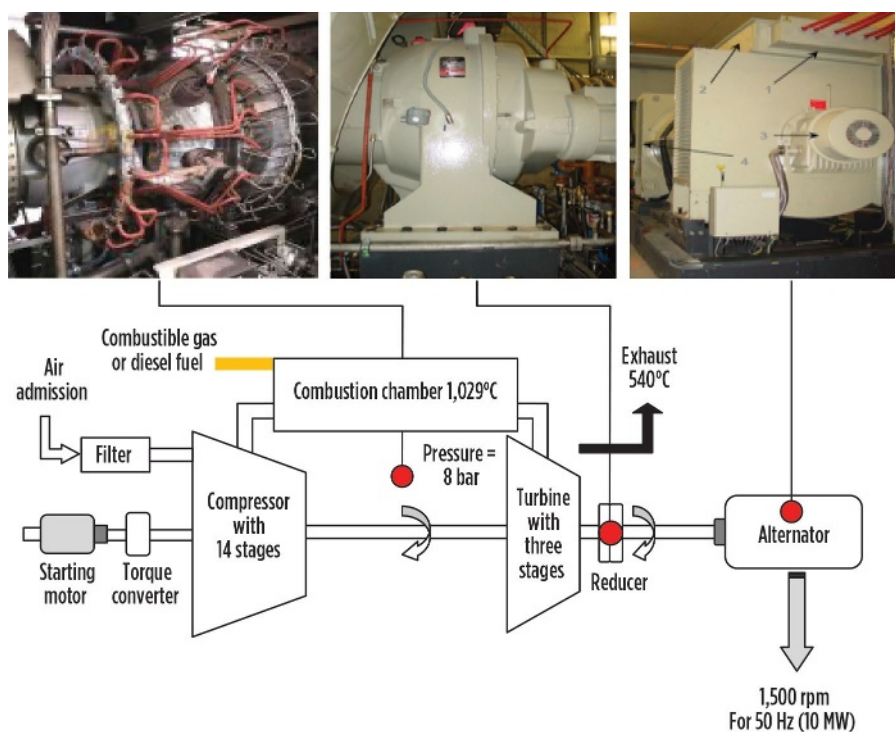 2
1
3
4
Combustible gas
or diesel fuel
Exhaust
540ºC
Air
admission
Combustion chamber 1,029ºC
Filter
Pressure =
8 bar
Compressor
with
14 stages
Turbine
with
three
stages
Alternator
Starting
motor
Torque
converter
Reducer
1,500 rpm
For 50 Hz (10 MW)